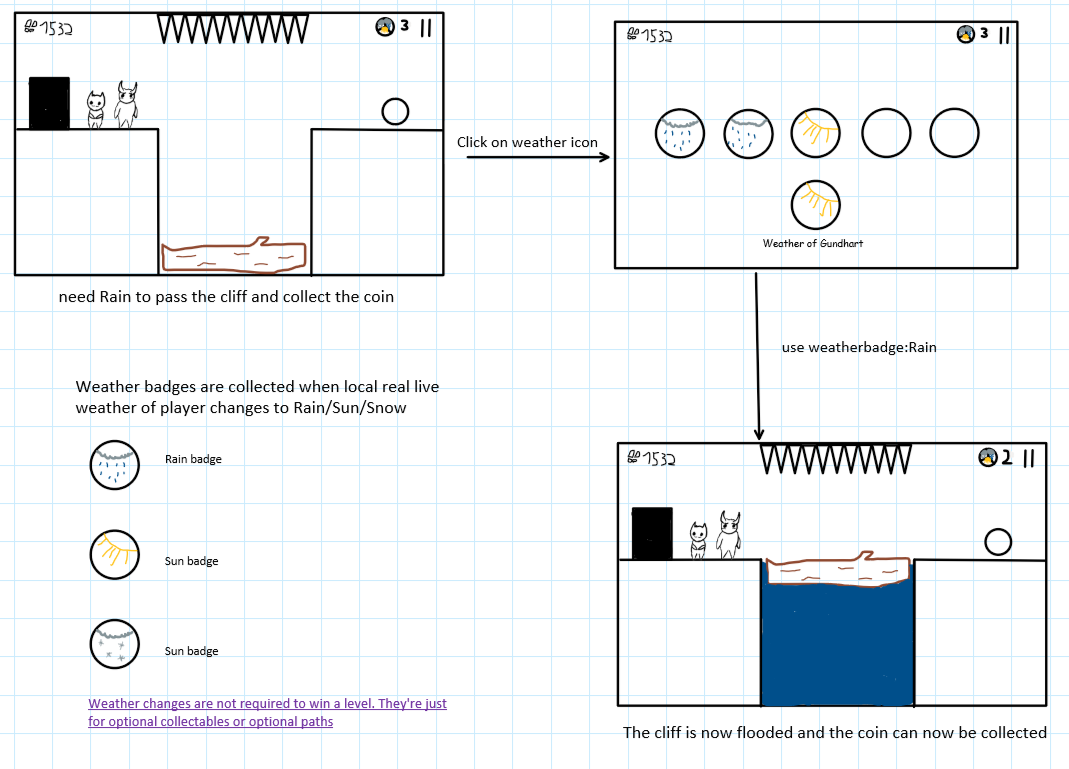 1532
3 ||
need Rain to pass the cliff and collect the coin
Click on weather icon
1532
3 ||
Weather of Gundhart
use weatherbadge:Rain
Weather badges are collected when local real live
weather of player changes to Rain/Sun/Snow
Rain badge
Sun badge
Sun badge
Weather changes are not required to win a level. They're just
for optional collectables or optional paths
1532
2 ||
The cliff is now flooded and the coin can now be collected